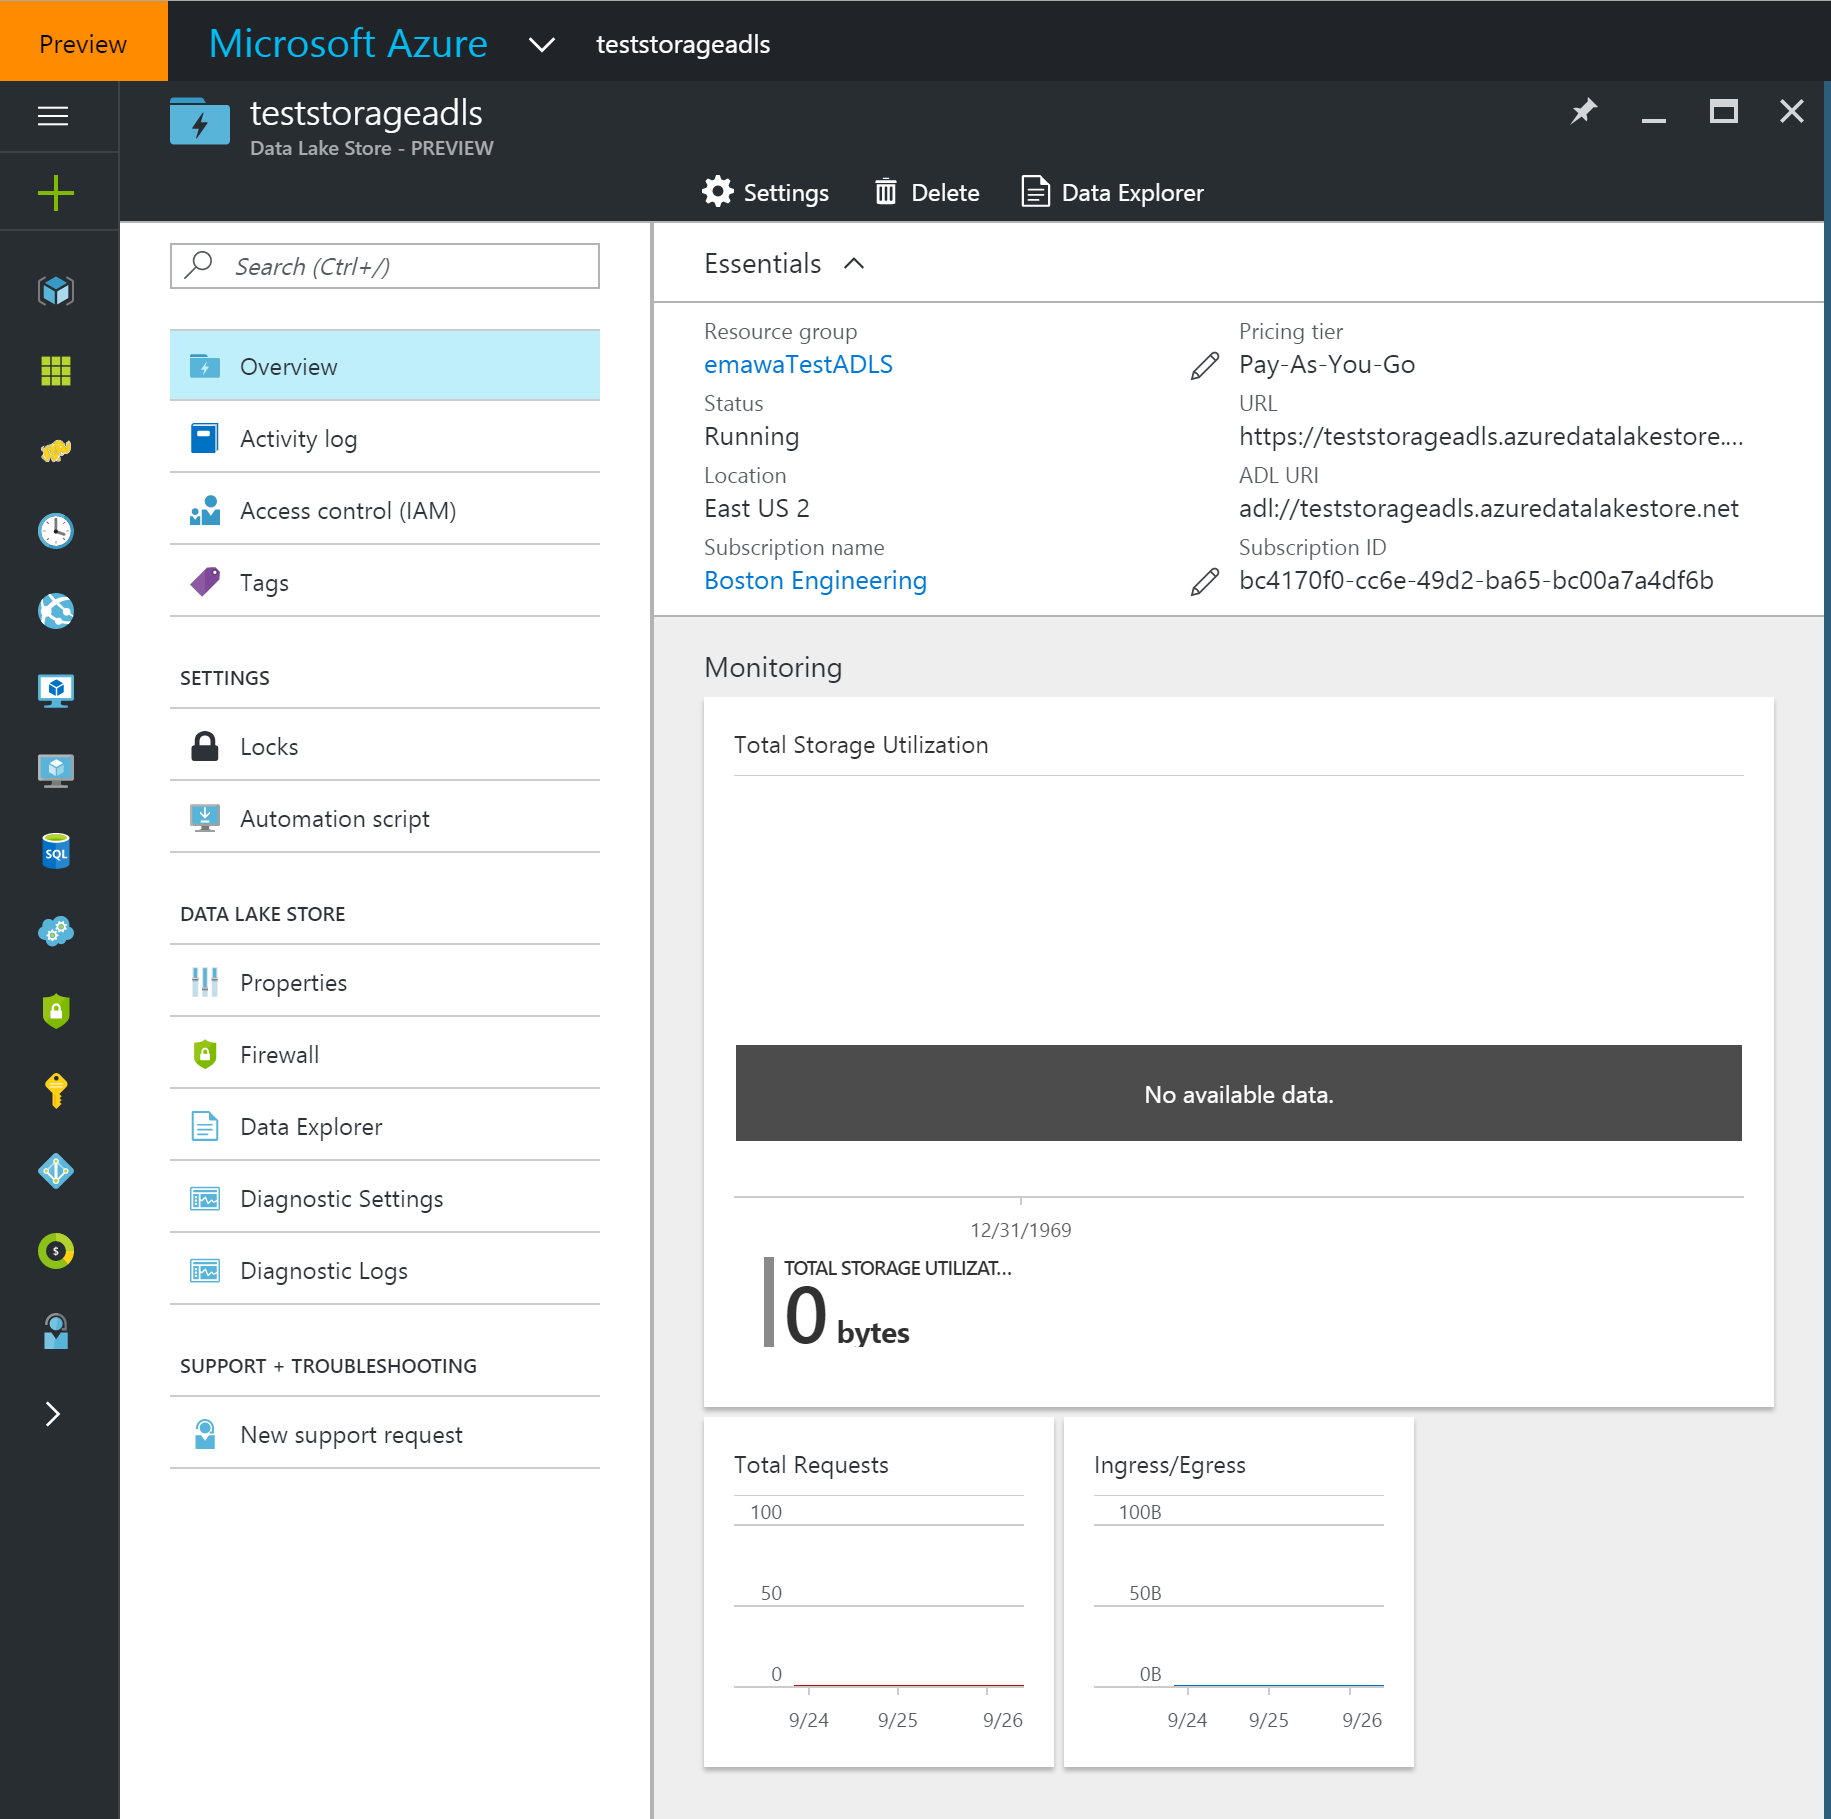 Preview
Microsoft Azure
teststorageadls
teststorageadls
Data Lake Store - PREVIEW
Settings
Delete
Data Explorer
Search (Ctrl+/)
Overview
Activity log
Access control (IAM)
Tags
SETTINGS
Locks
Automation script
DATA LAKE STORE
Properties
Firewall
Data Explorer
Diagnostic Settings
Diagnostic Logs
SUPPORT + TROUBLESHOOTING
New support request
SQL
$
Essentials
Resource group
emawaTestADLS
Status
Running
Location
East US 2
Subscription name
Boston Engineering
Pricing tier
Pay-As-You-Go
URL
https://teststorageadls.azuredatalakestore....
ADL URI
adl://teststorageadls.azuredatalakestore.net
Subscription ID
bc4170f0-cc6e-49d2-ba65-bc00a7a4df6b
Monitoring
Total Storage Utilization
No available data.
12/31/1969
TOTAL STORAGE UTILIZAT...
0 bytes
Total Requests
100
50
0
9/24 9/25 9/26
Ingress/Egress
100B
50B
0B
9/24 9/25 9/26